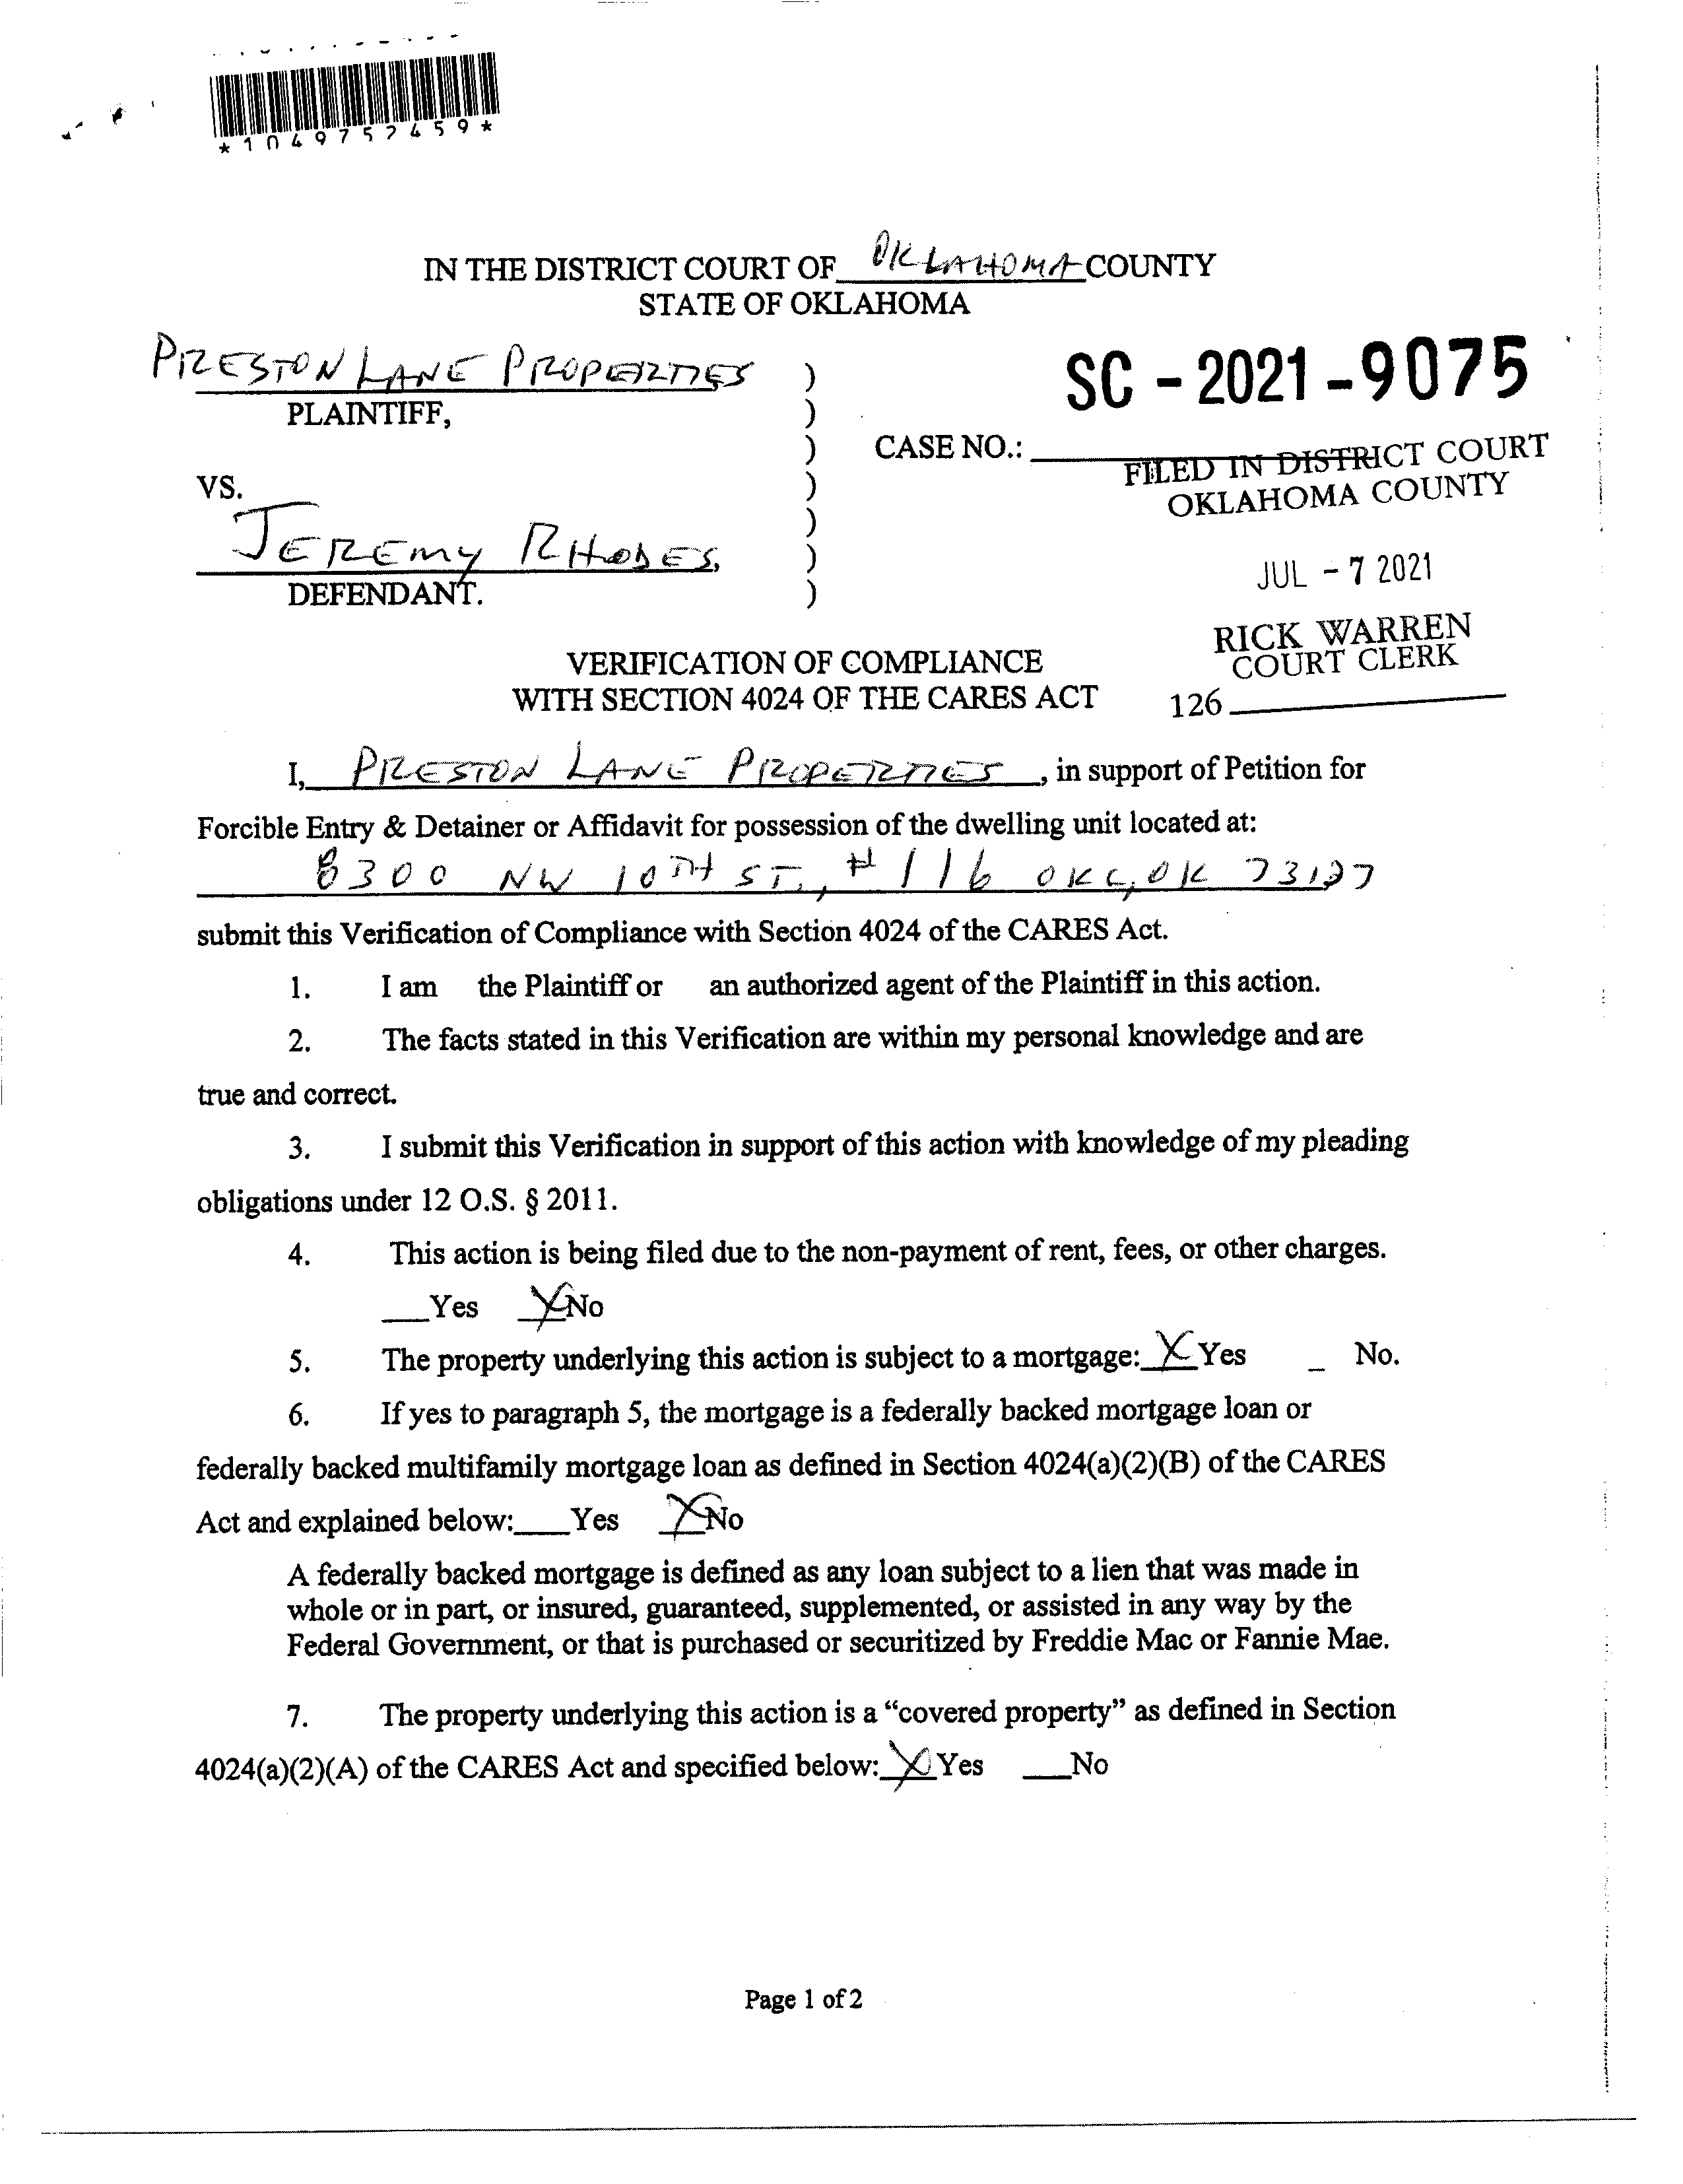 *1049757459*
IN THE DISTRICT COURT OF OKLAHOMA COUNTY
STATE OF OKLAHOMA
PRESTON LANE PROPERTIES )
PLAINTIFF, )
SC - 2021 - 9075
) CASE NO.:
FILED IN DISTRICT COURT
OKLAHOMA COUNTY
VS. )
)
JEREMY RHODES, )
DEFENDANT. )
JUL - 7 2021
RICK WARREN
COURT CLERK
126
VERIFICATION OF COMPLIANCE
WITH SECTION 4024 OF THE CARES ACT
I, PRESTON LANE PROPERTIES, in support of Petition for
Forcible Entry & Detainer or Affidavit for possession of the dwelling unit located at:
8300 NW 10TH ST., #116 OKC, OK 73127
submit this Verification of Compliance with Section 4024 of the CARES Act.
1. I am the Plaintiff or an authorized agent of the Plaintiff in this action.
2. The facts stated in this Verification are within my personal knowledge and are
true and correct.
3. I submit this Verification in support of this action with knowledge of my pleading
obligations under 12 O.S. § 2011.
4. This action is being filed due to the non-payment of rent, fees, or other charges.
___Yes _X_No
5. The property underlying this action is subject to a mortgage:_X_Yes _ No.
6. If yes to paragraph 5, the mortgage is a federally backed mortgage loan or
federally backed multifamily mortgage loan as defined in Section 4024(a)(2)(B) of the CARES
Act and explained below:___Yes _X_No
A federally backed mortgage is defined as any loan subject to a lien that was made in
whole or in part, or insured, guaranteed, supplemented, or assisted in any way by the
Federal Government, or that is purchased or securitized by Freddie Mac or Fannie Mae.
7. The property underlying this action is a “covered property” as defined in Section
4024(a)(2)(A) of the CARES Act and specified below:_X_Yes ___No
Page 1 of 2